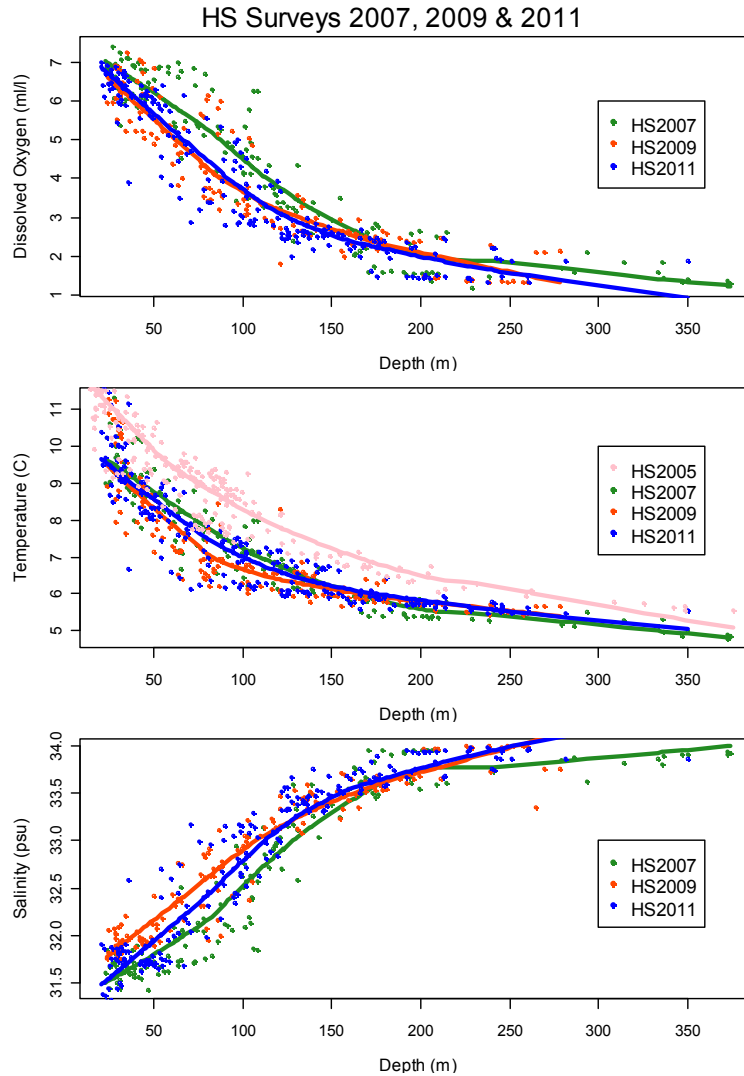 HS Surveys 2007, 2009 & 2011
Dissolved Oxygen (ml/l)
7
6
5
4
3
2
1
HS2007
HS2009
HS2011
50 100 150 200 250 300 350
Depth (m)
Temperature (C)
11
10
9
8
7
6
5
HS2005
HS2007
HS2009
HS2011
50 100 150 200 250 300 350
Depth (m)
Salinity (psu)
34.0
33.5
33.0
32.5
32.0
31.5
HS2007
HS2009
HS2011
50 100 150 200 250 300 350
Depth (m)